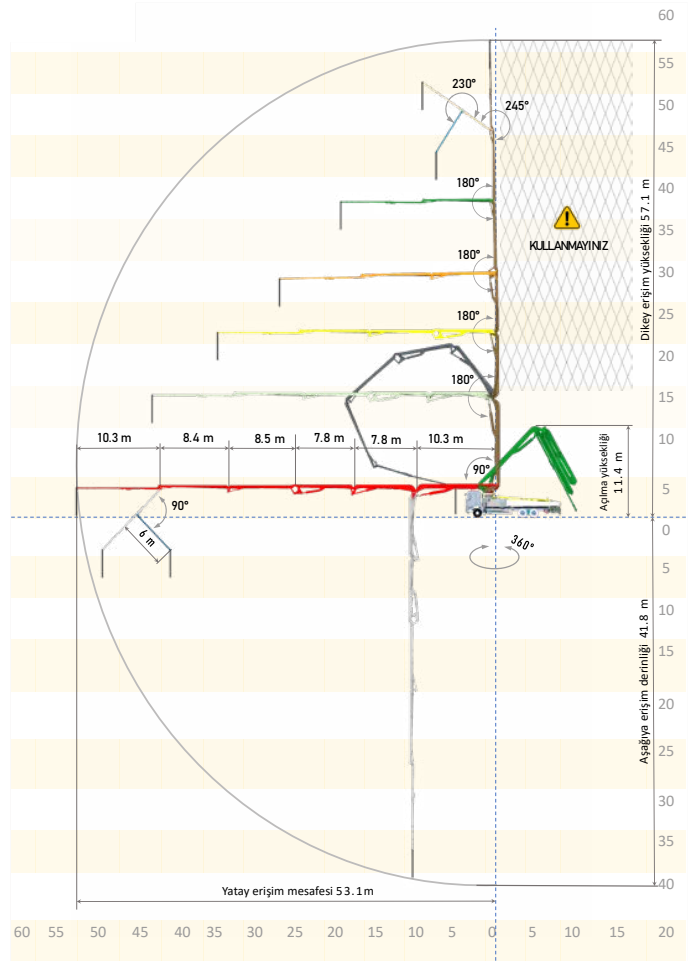 60
55
50
45
40
35
30
25
20
15
10
5
0
5
10
15
20
25
30
35
40
230°
245°
180°
180°
180°
180°
KULLANMAYINIZ
Dikey erişim yüksekliği 57.1 m
10.3 m
8.4 m
8.5 m
7.8 m
7.8 m
10.3 m
90°
Açılma yüksekliği
11.4 m
90°
6 m
360°
Aşağıya erişim derinliği 41.8 m
Yatay erişim mesafesi 53.1m
60 55 50 45 40 35 30 25 20 15 10 5 0 5 10 15 20